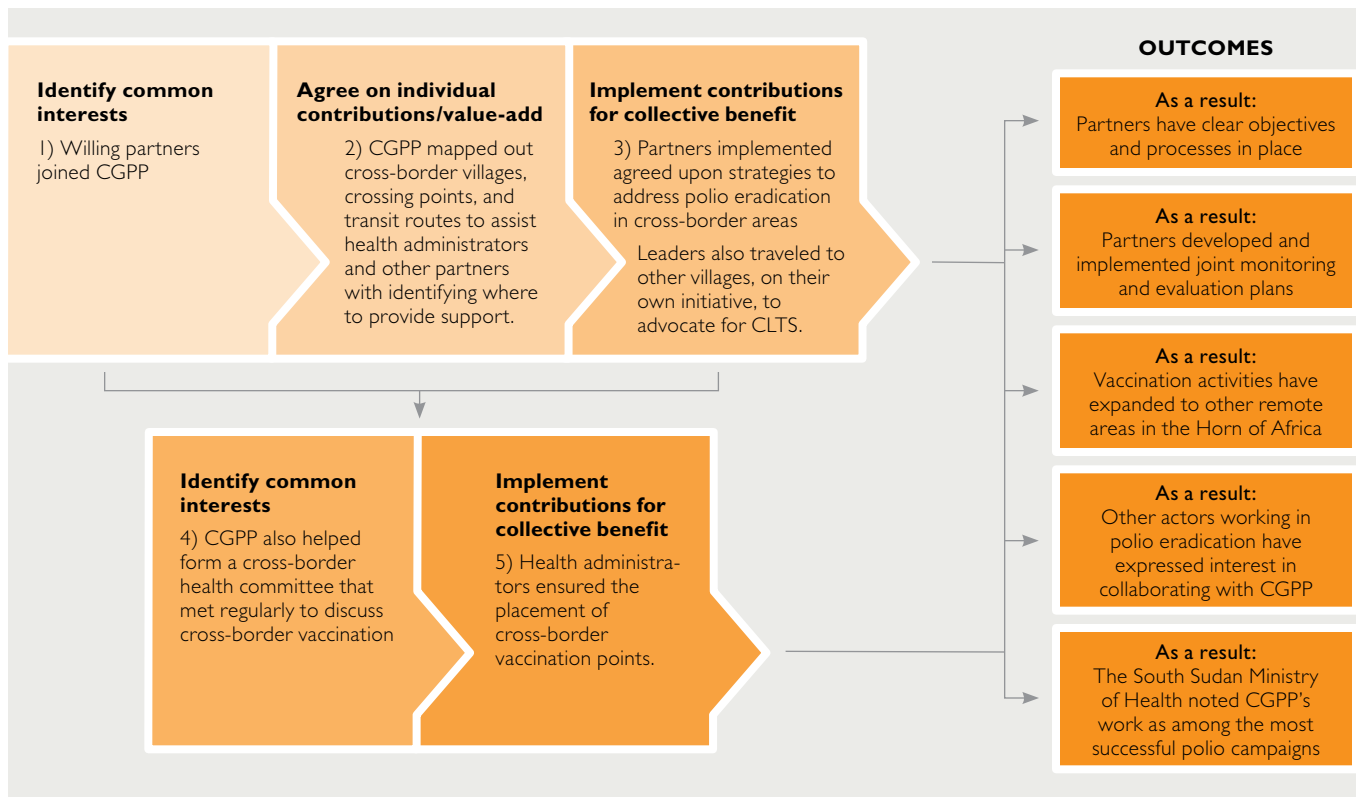 Identify common
interests
1) Willing partners
joined CGPP
Agree on individual
contributions/value-add
2) CGPP mapped out
cross-border villages,
crossing points, and
transit routes to assist
health administrators
and other partners
with identifying where
to provide support.
Implement contributions
for collective benefit
3) Partners implemented
agreed upon strategies to
address polio eradication
in cross-border areas
Leaders also traveled to
other villages, on their
own initiative, to
advocate for CLTS.
Identify common
interests
4) CGPP also helped
form a cross-border
health committee that
met regularly to discuss
cross-border vaccination
Implement
contributions for
collective benefit
5) Health administra-
tors ensured the
placement of
cross-border
vaccination points.
OUTCOMES
As a result:
Partners have clear objectives
and processes in place
As a result:
Partners developed and
implemented joint monitoring
and evaluation plans
As a result:
Vaccination activities have
expanded to other remote
areas in the Horn of Africa
As a result:
Other actors working in
polio eradication have
expressed interest in
collaborating with CGPP
As a result:
The South Sudan Ministry
of Health noted CGPP's
work as among the most
successful polio campaigns